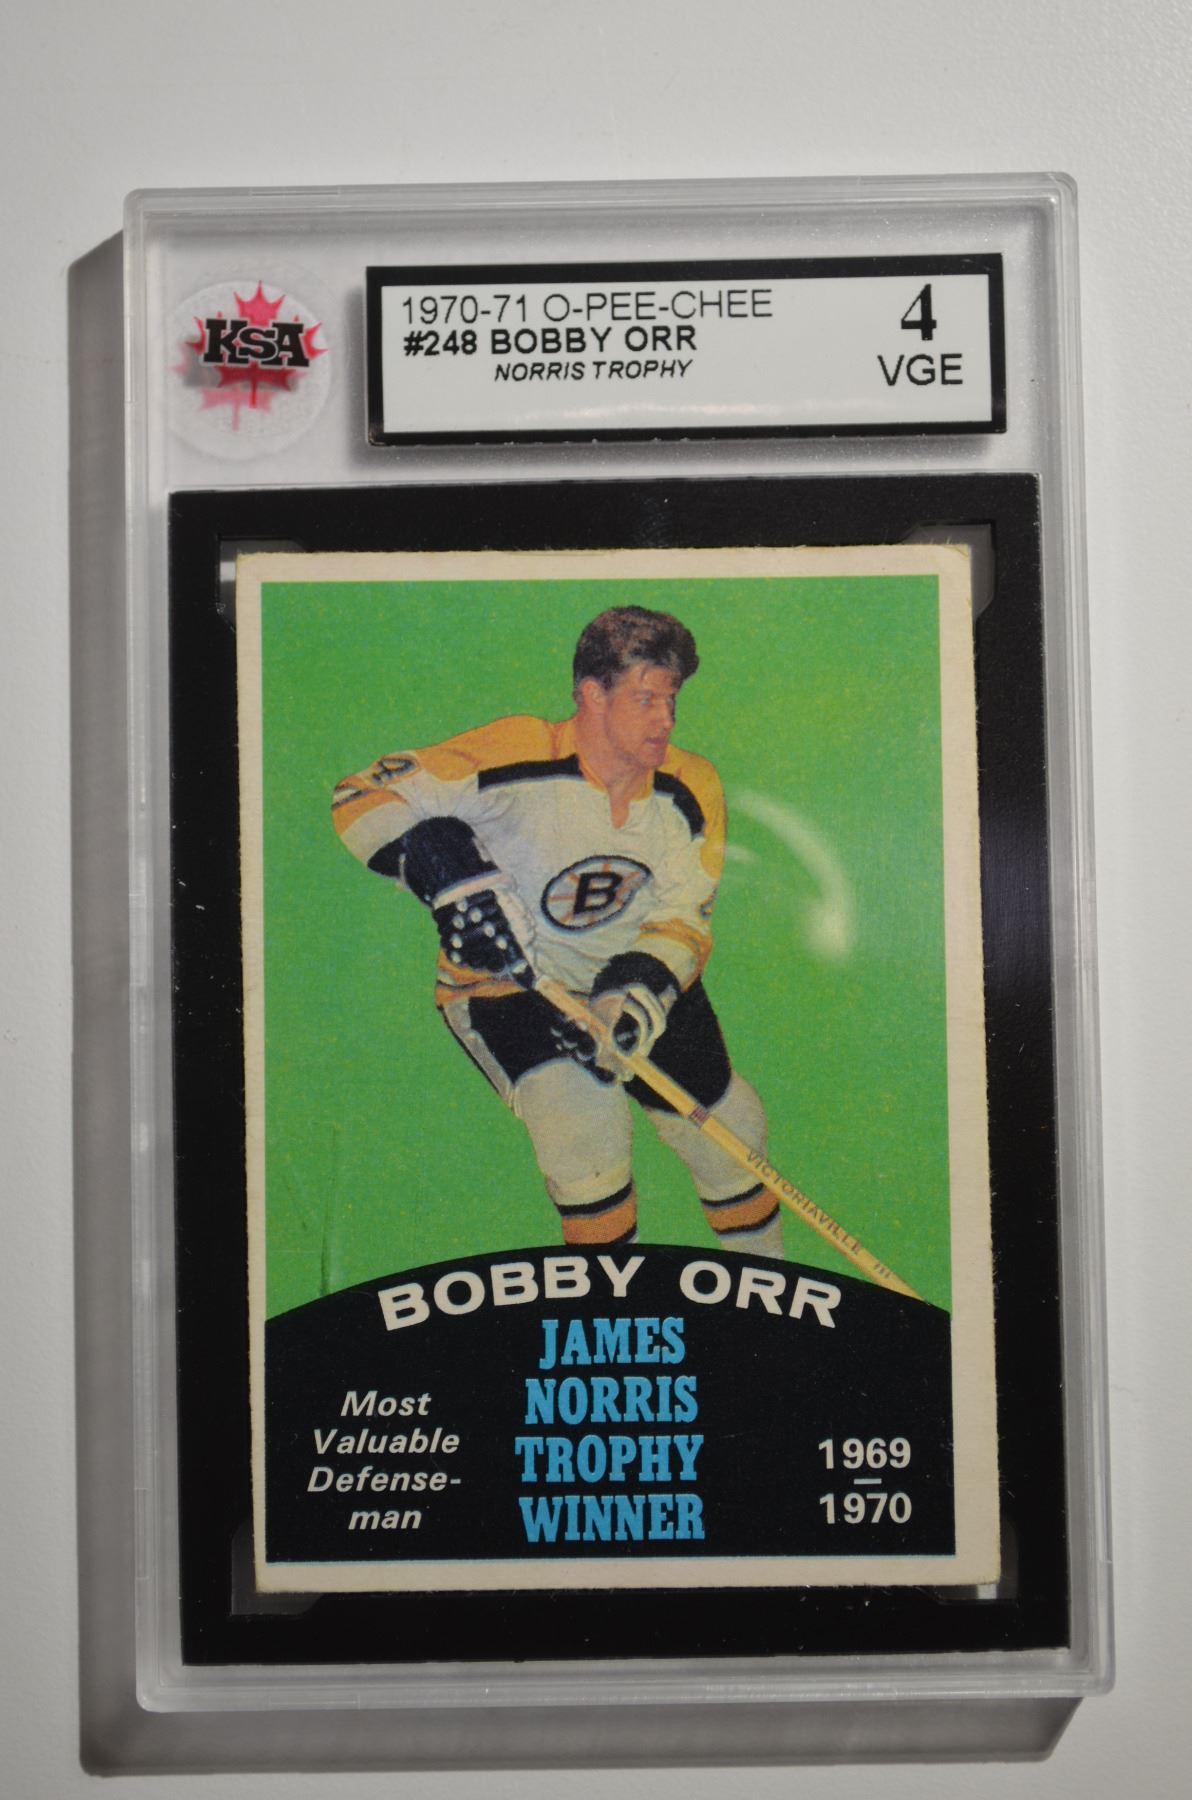 KSA
1970-71 O-PEE-CHEE
#248 BOBBY ORR
NORRIS TROPHY
4
VGE
B
VICTORIAVILLE
BOBBY ORR
JAMES
NORRIS
TROPHY
WINNER
Most
Valuable
Defense-
man
1969
—
1970